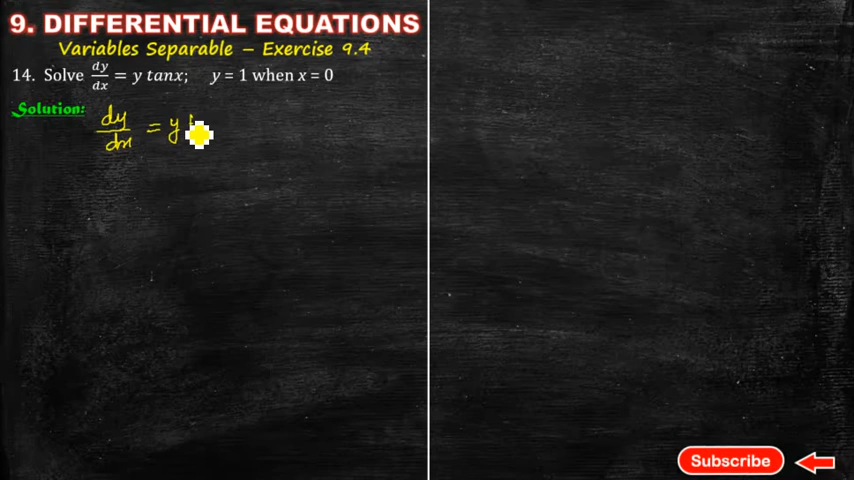 9. DIFFERENTIAL EQUATIONS
Variables Separable – Exercise 9.4
14. Solve dy/dx = y tanx; y = 1 when x = 0
Solution:
dy/dx = y
Subscribe